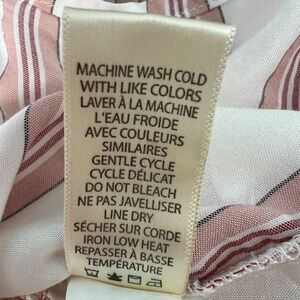 MACHINE WASH COLD
WITH LIKE COLORS
LAVER À LA MACHINE
L'EAU FROIDE
AVEC COULEURS
SIMILAIRES
GENTLE CYCLE
CYCLE DÉLICAT
DO NOT BLEACH
NE PAS JAVELLISER
LINE DRY
SÉCHER SUR CORDE
IRON LOW HEAT
REPASSER À BASSE
TEMPÉRATURE